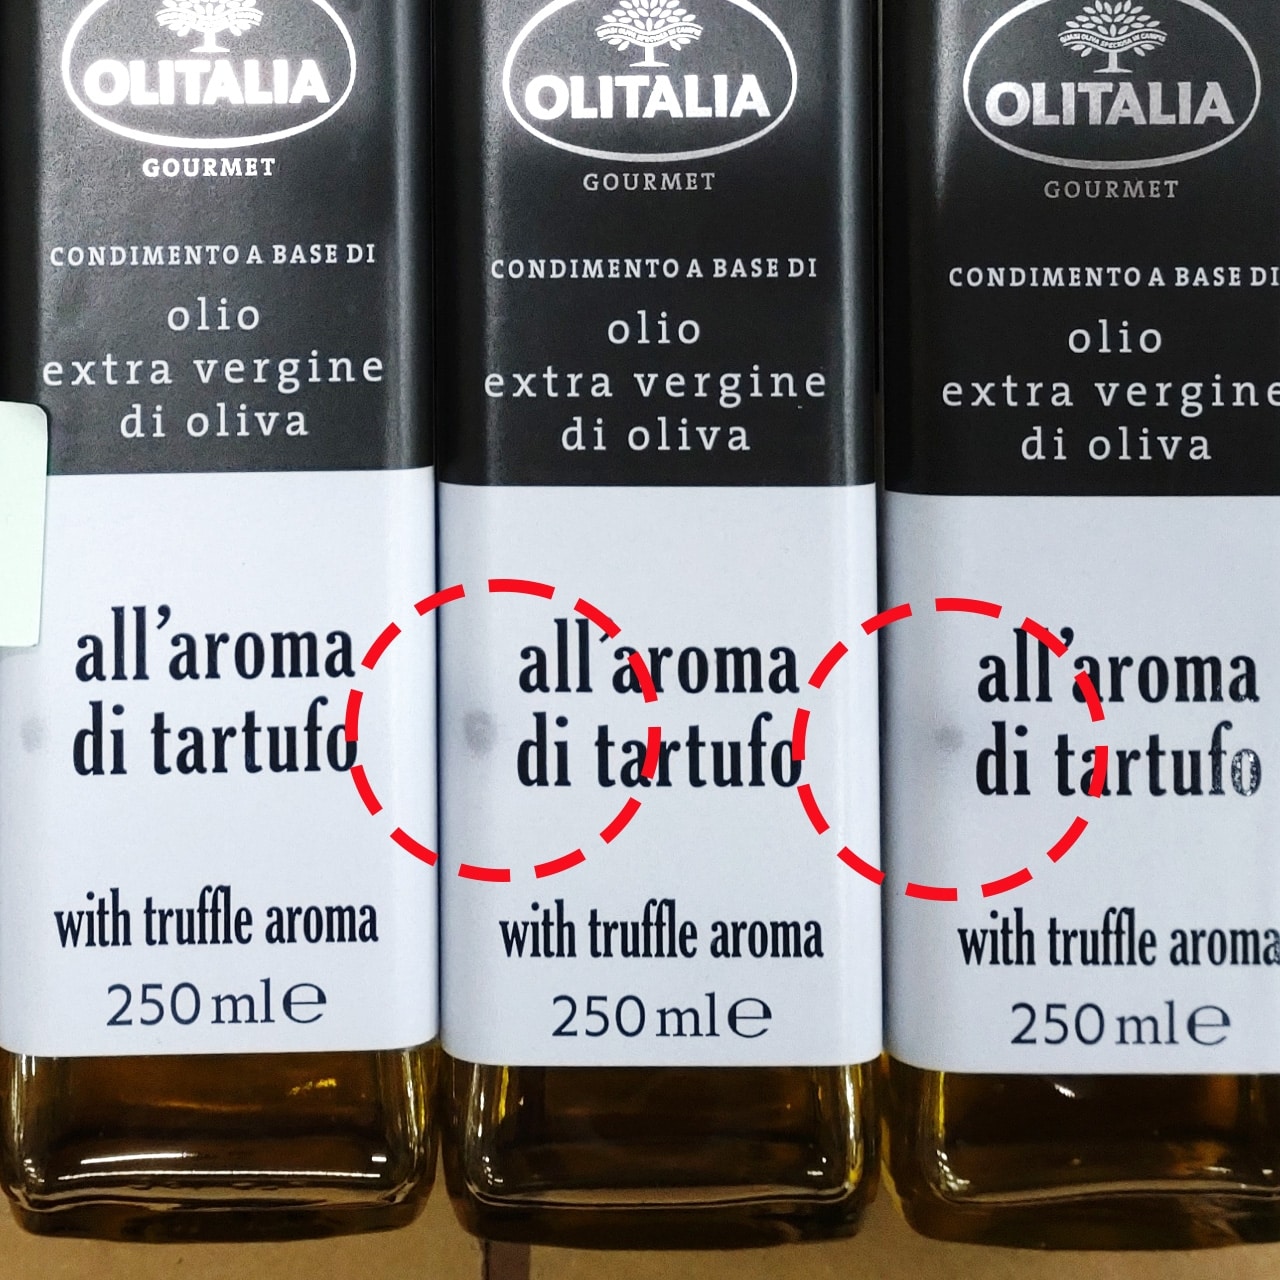 OLITALIA
GOURMET
CONDIMENTO A BASE DI
olio
extra vergine
di oliva
all'aroma
di tartufo
with truffle aroma
250 ml e
OLITALIA
GOURMET
CONDIMENTO A BASE DI
olio
extra vergine
di oliva
all'aroma
di tartufo
with truffle aroma
250 ml e
OLITALIA
GOURMET
CONDIMENTO A BASE DI
olio
extra vergine
di oliva
all'aroma
di tartufo
with truffle aroma
250 ml e